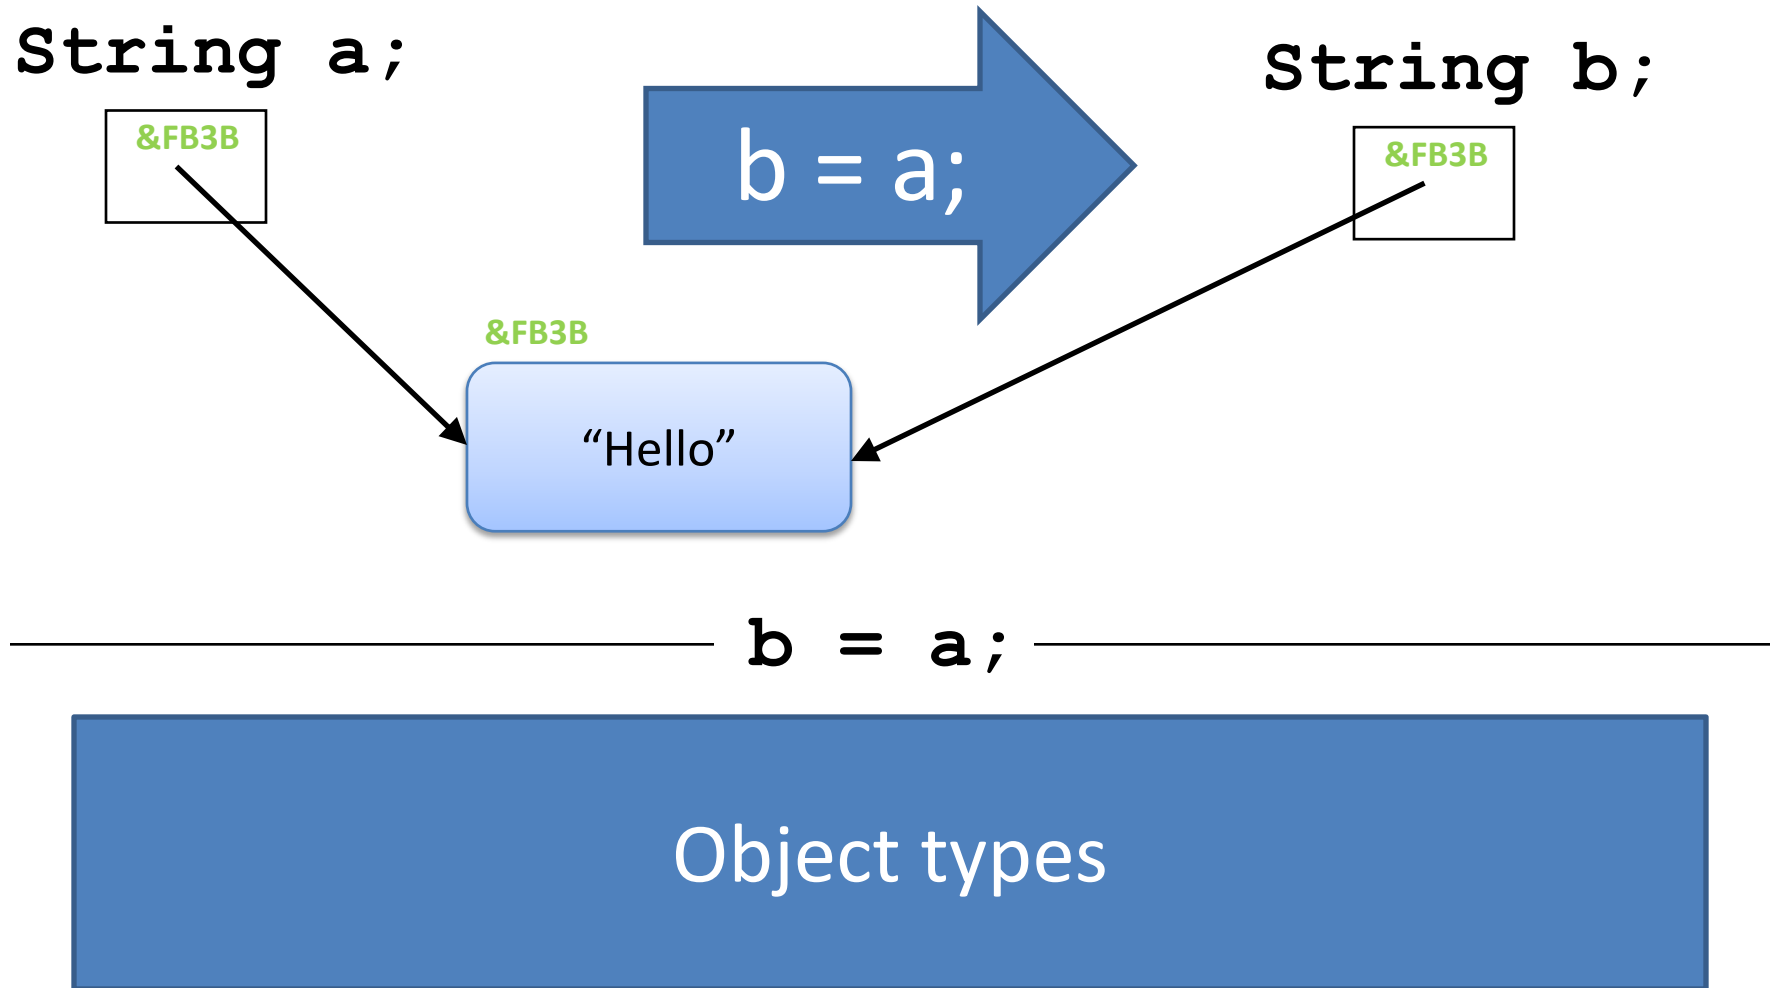 String a;
&FB3B
b = a;
String b;
&FB3B
&FB3B
“Hello”
b = a;
Object types